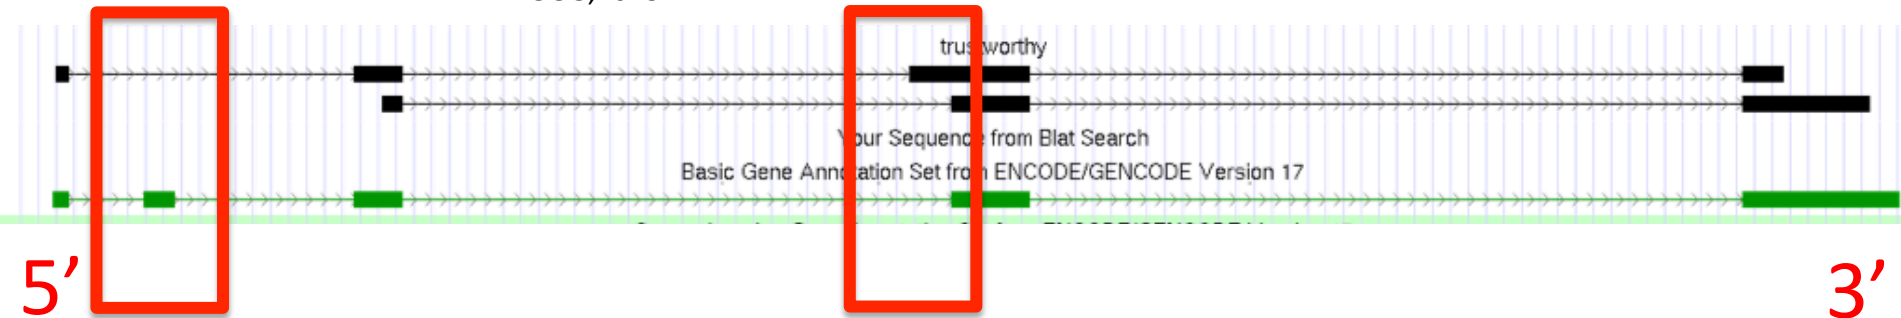 trustworthy
Your Sequence from Blat Search
Basic Gene Annotation Set from ENCODE/GENCODE Version 17
5’
3’